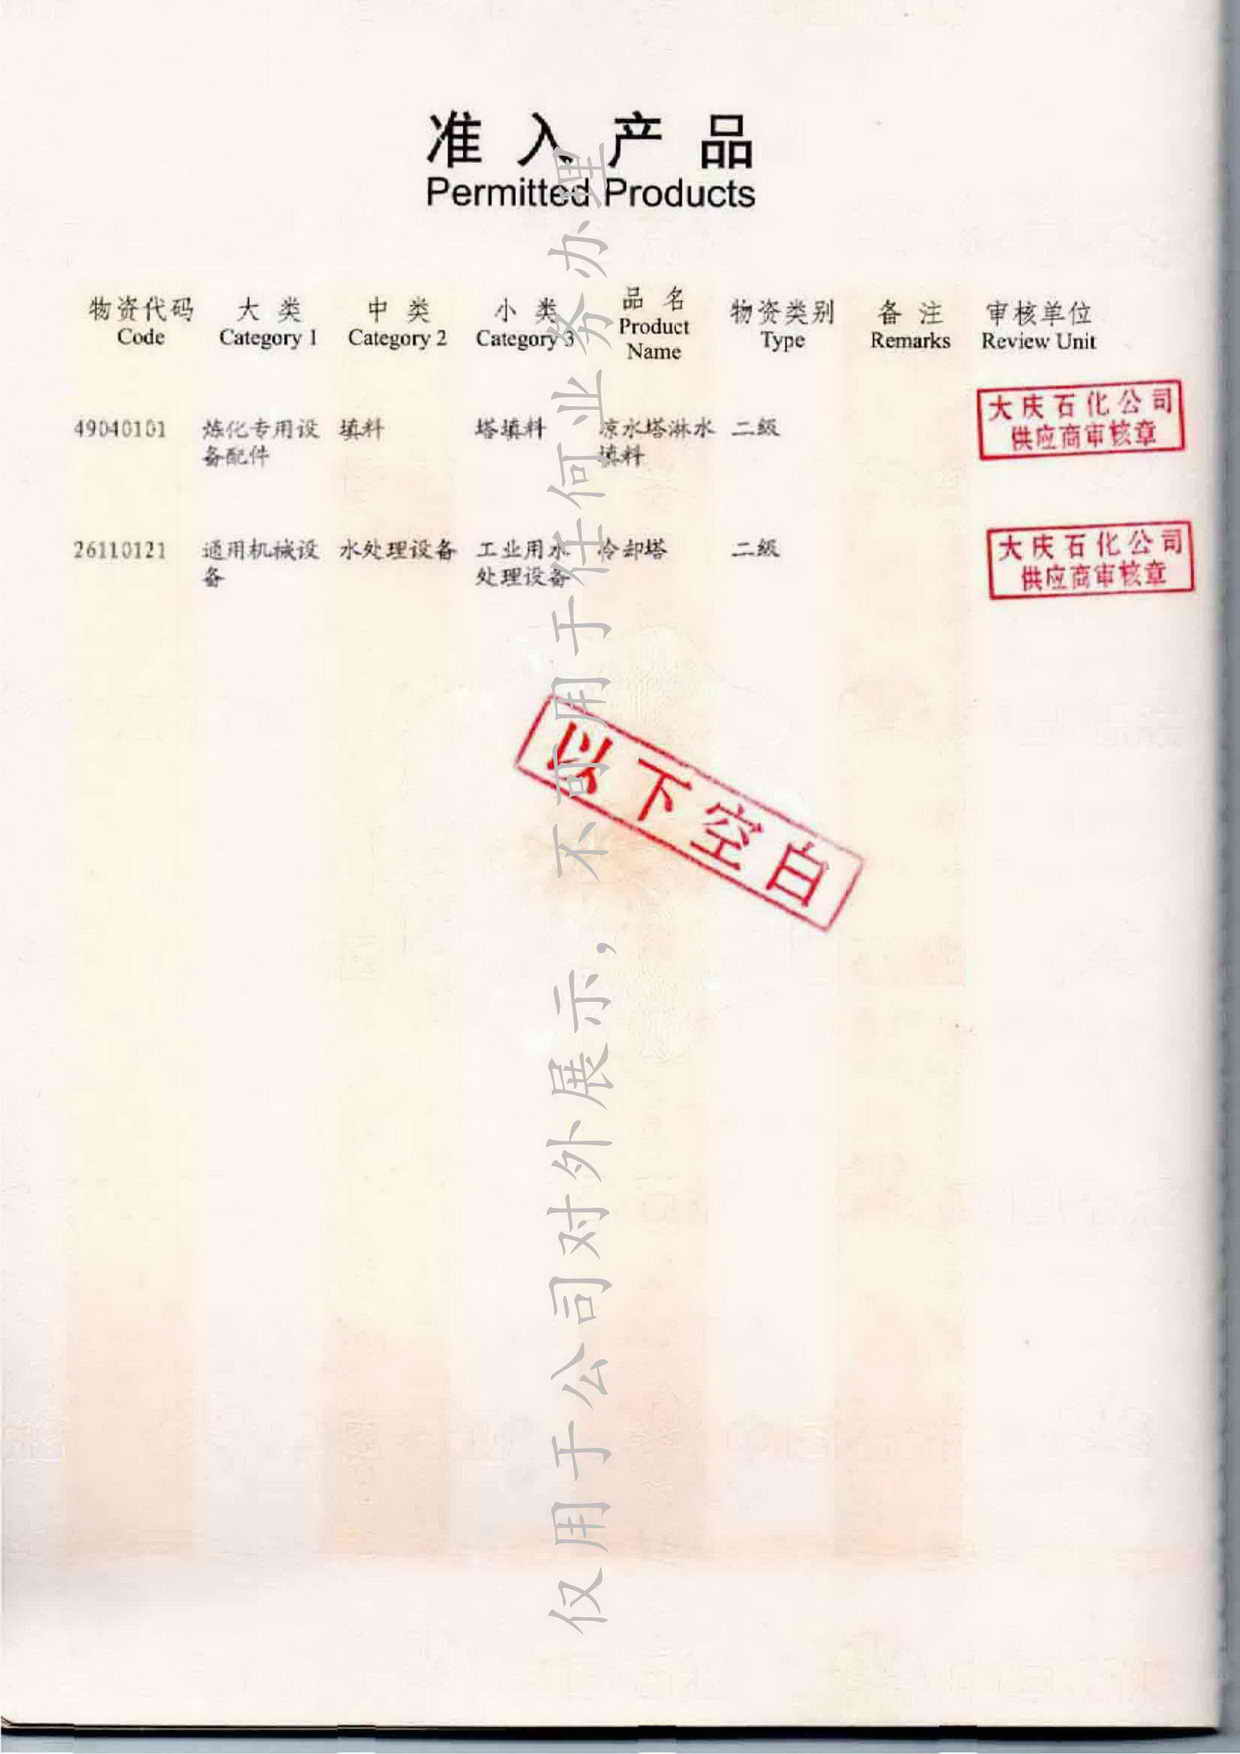 准入产品
Permitted Products
物资代码 大类 中类 小类 品名 物资类别 备注 审核单位
Code Category 1 Category 2 Category 3 Product Name Type Remarks Review Unit
49040101 炼化专用设 填料 塔填料 凉水塔淋水 二级 大庆石化公司
备配件 填料 供应商审核章
26110121 通用机械设 水处理设备 工业用水 冷却塔 二级 大庆石化公司
备 处理设备 供应商审核章
以下空白
仅用于公司对外展示，不可用于任何业务办理